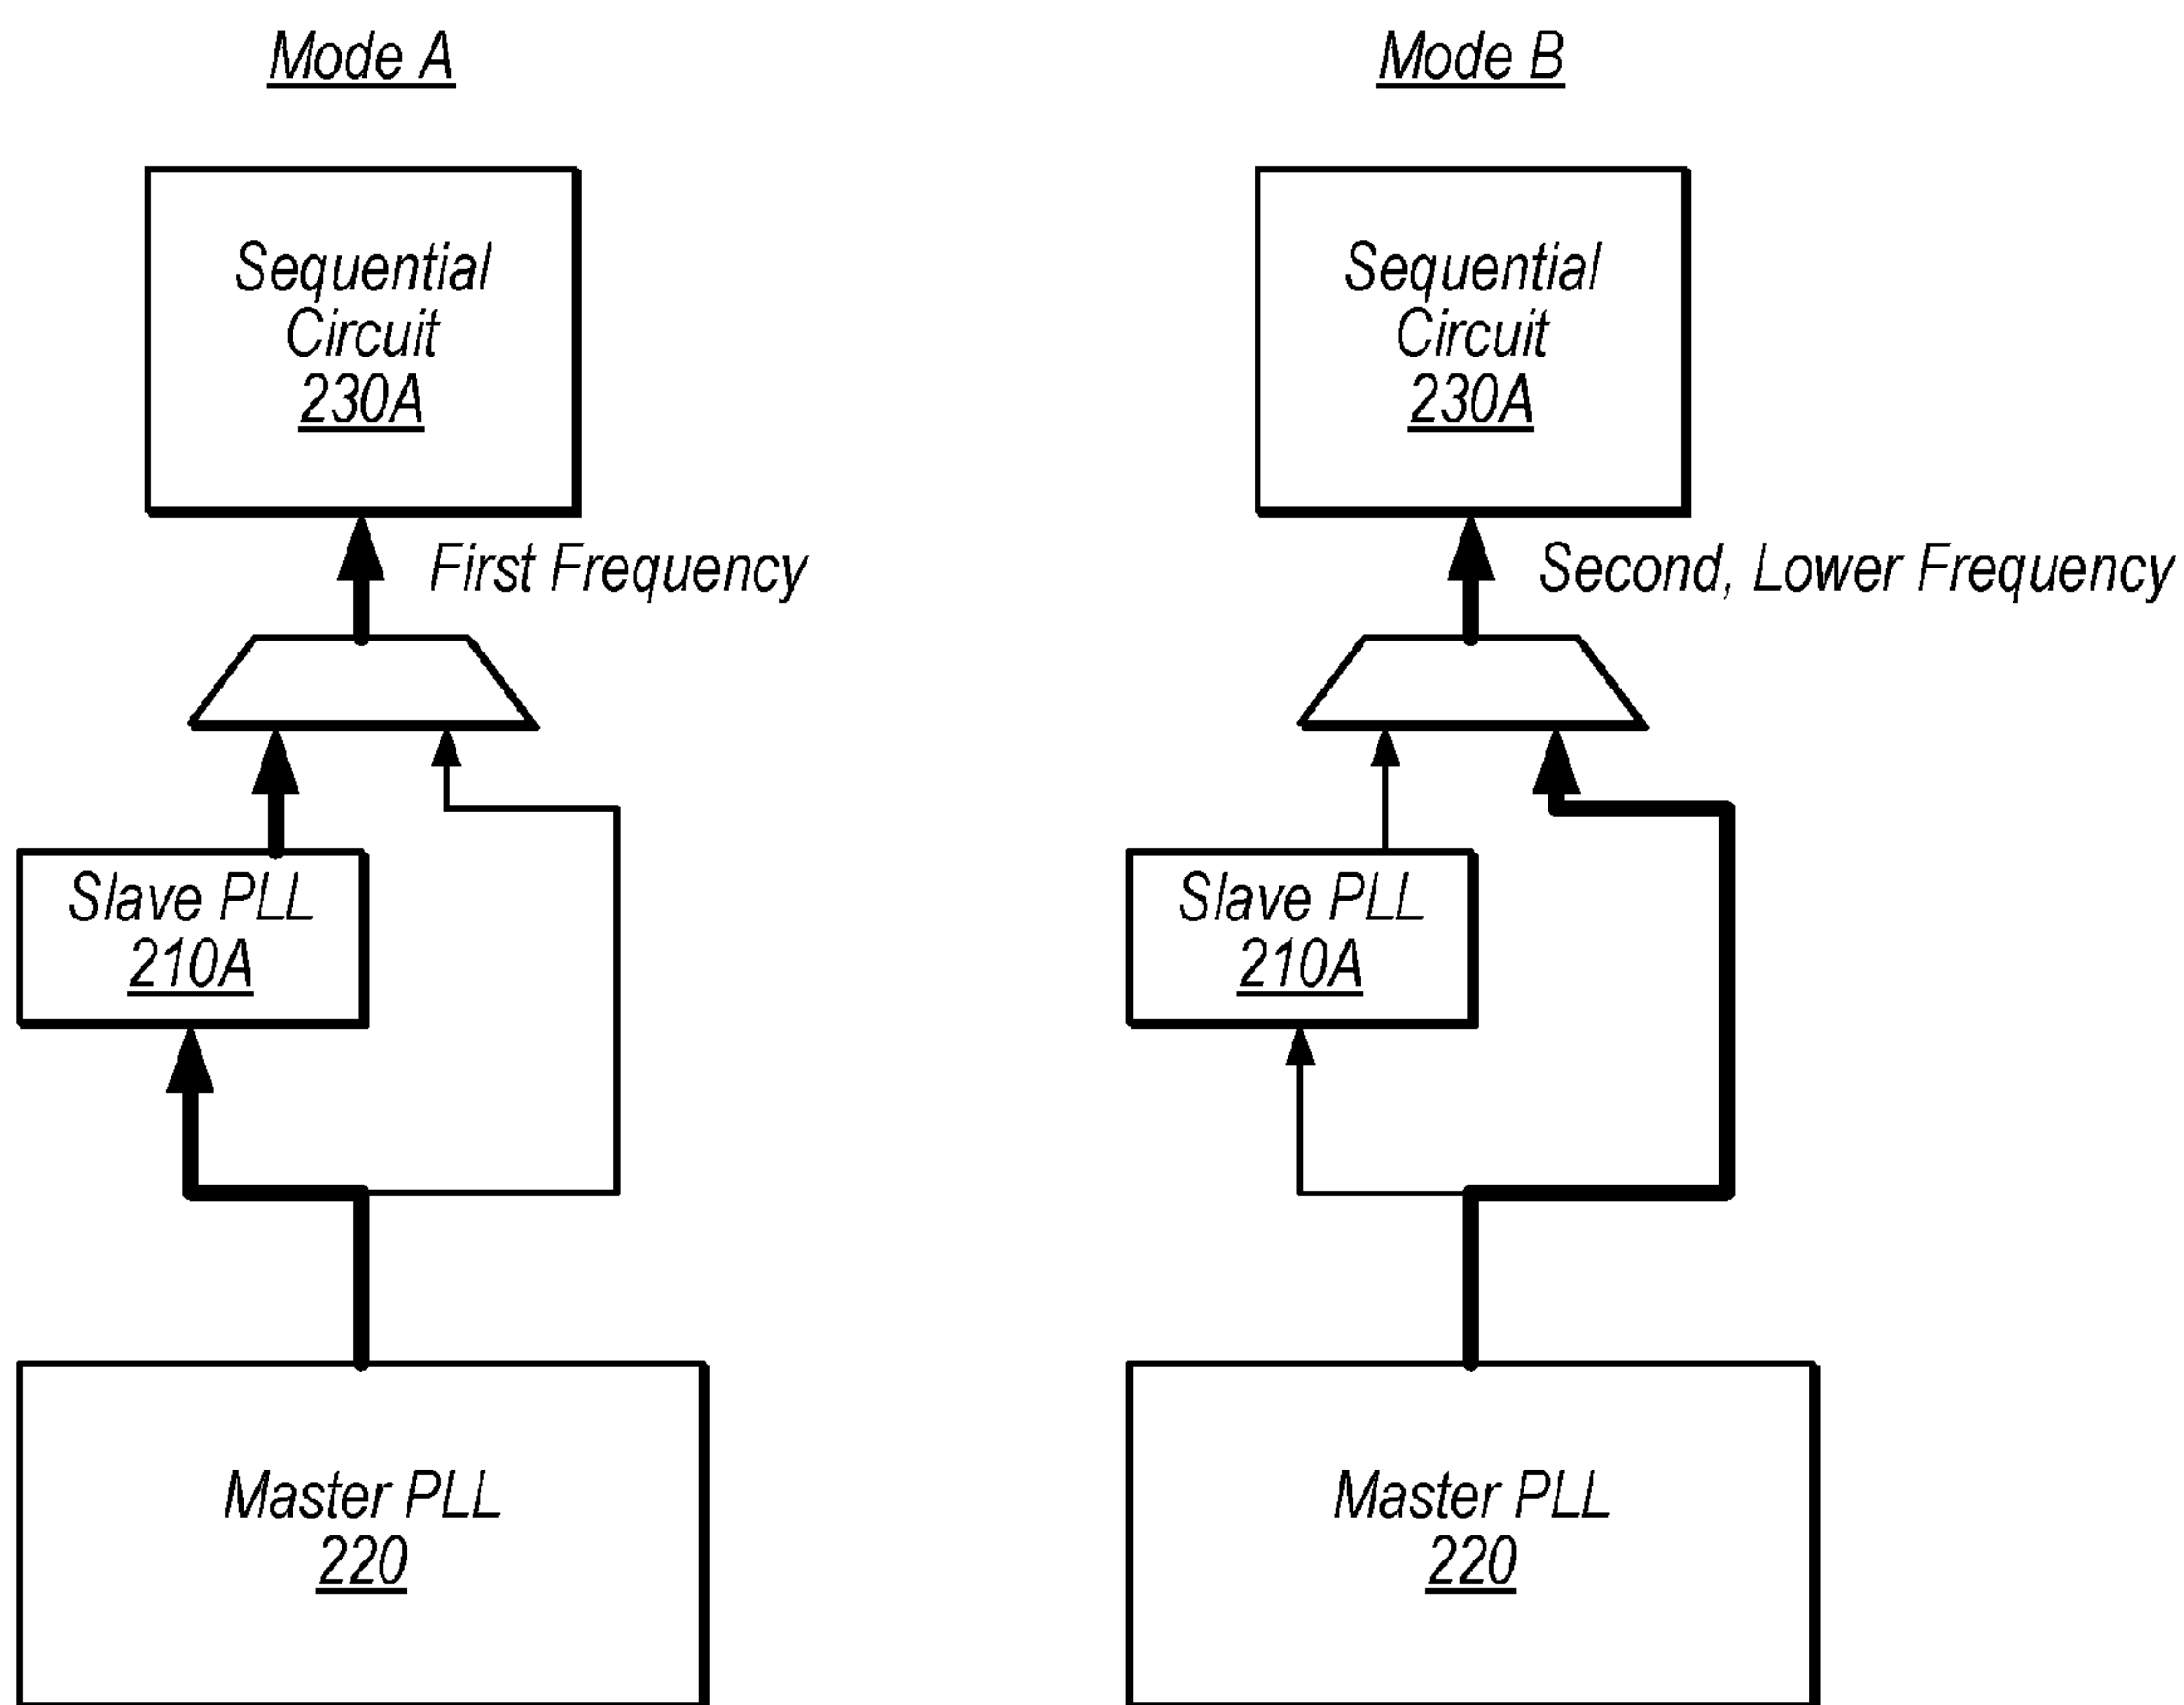 Mode A
Sequential
Circuit
230A
First Frequency
Slave PLL
210A
Master PLL
220
Mode B
Sequential
Circuit
230A
Second, Lower Frequency
Slave PLL
210A
Master PLL
220